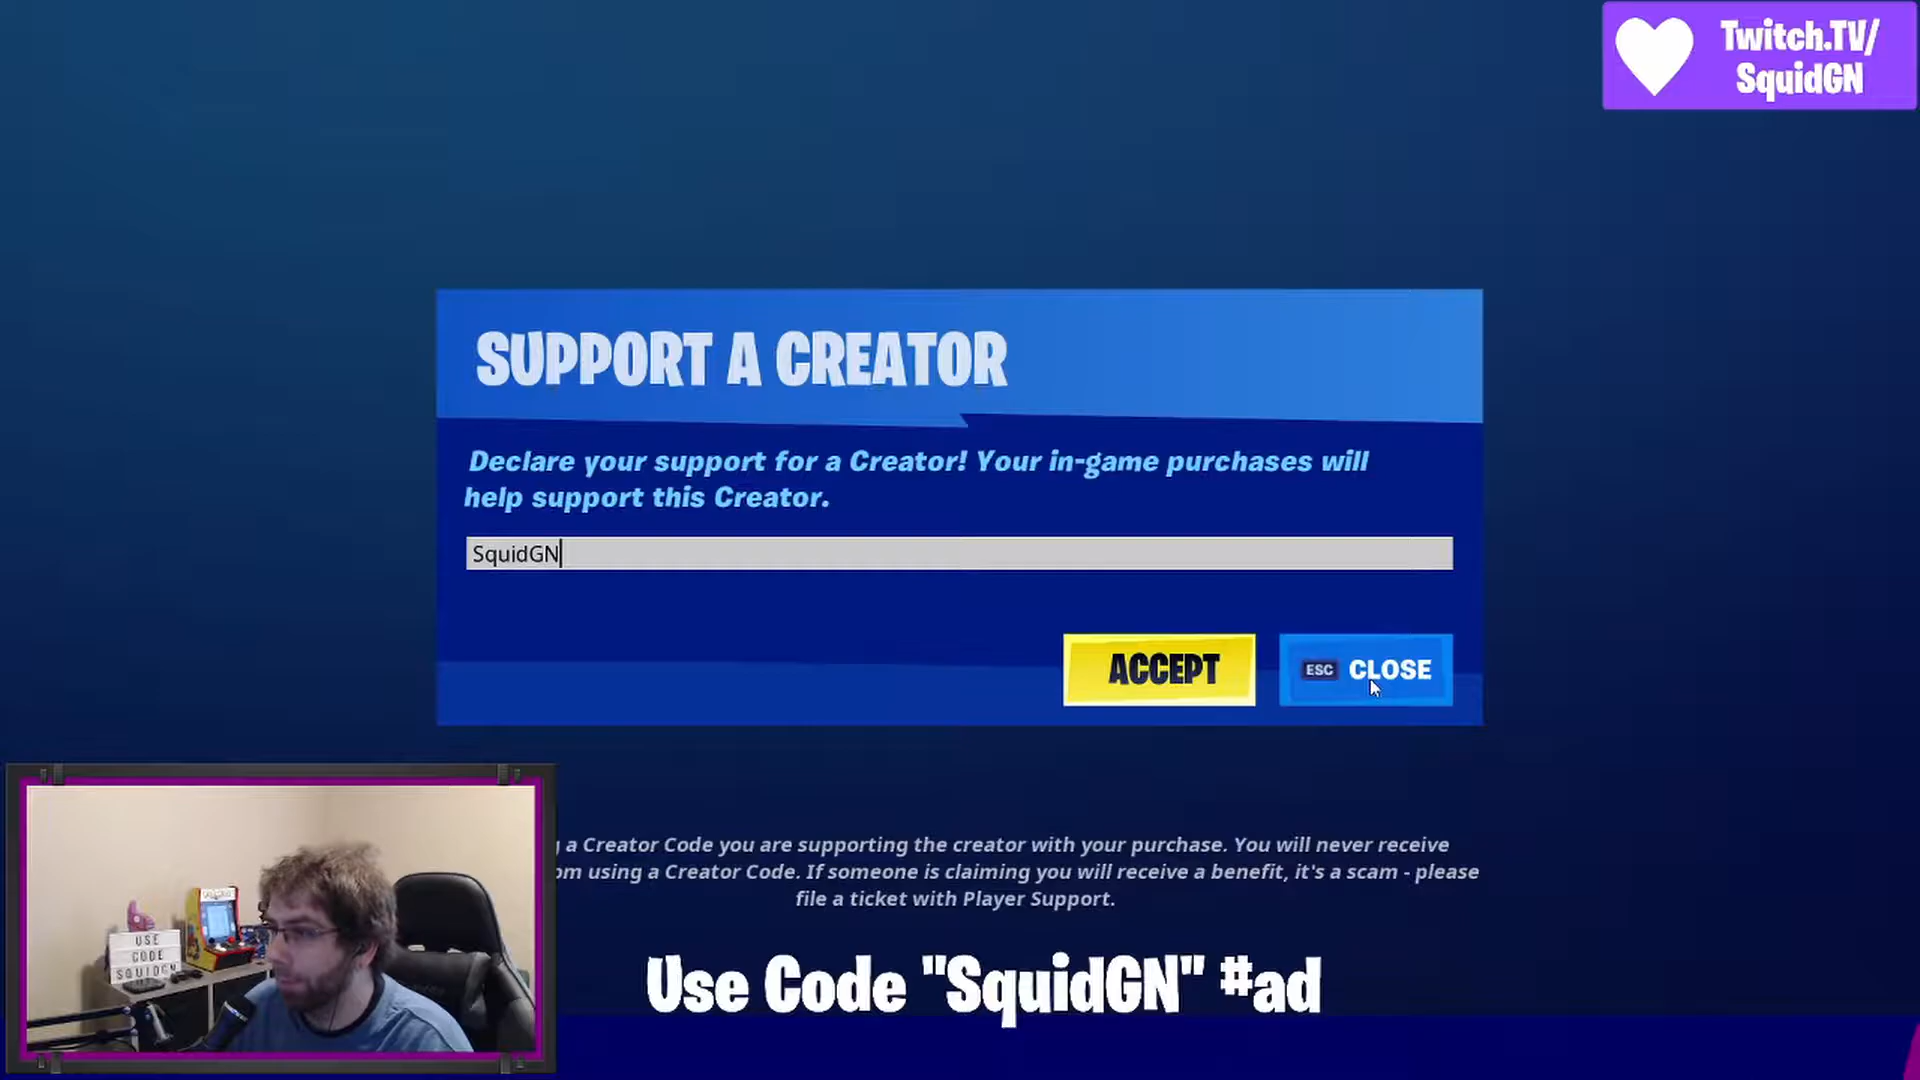 Twitch.TV/
SquidGN
SUPPORT A CREATOR
Declare your support for a Creator! Your in-game purchases will
help support this Creator.
SquidGN
ACCEPT
ESC CLOSE
a Creator Code you are supporting the creator with your purchase. You will never receive
using a Creator Code. If someone is claiming you will receive a benefit, it's a scam - please
file a ticket with Player Support.
USE
CODE
SQUIDGN
Use Code "SquidGN" #ad